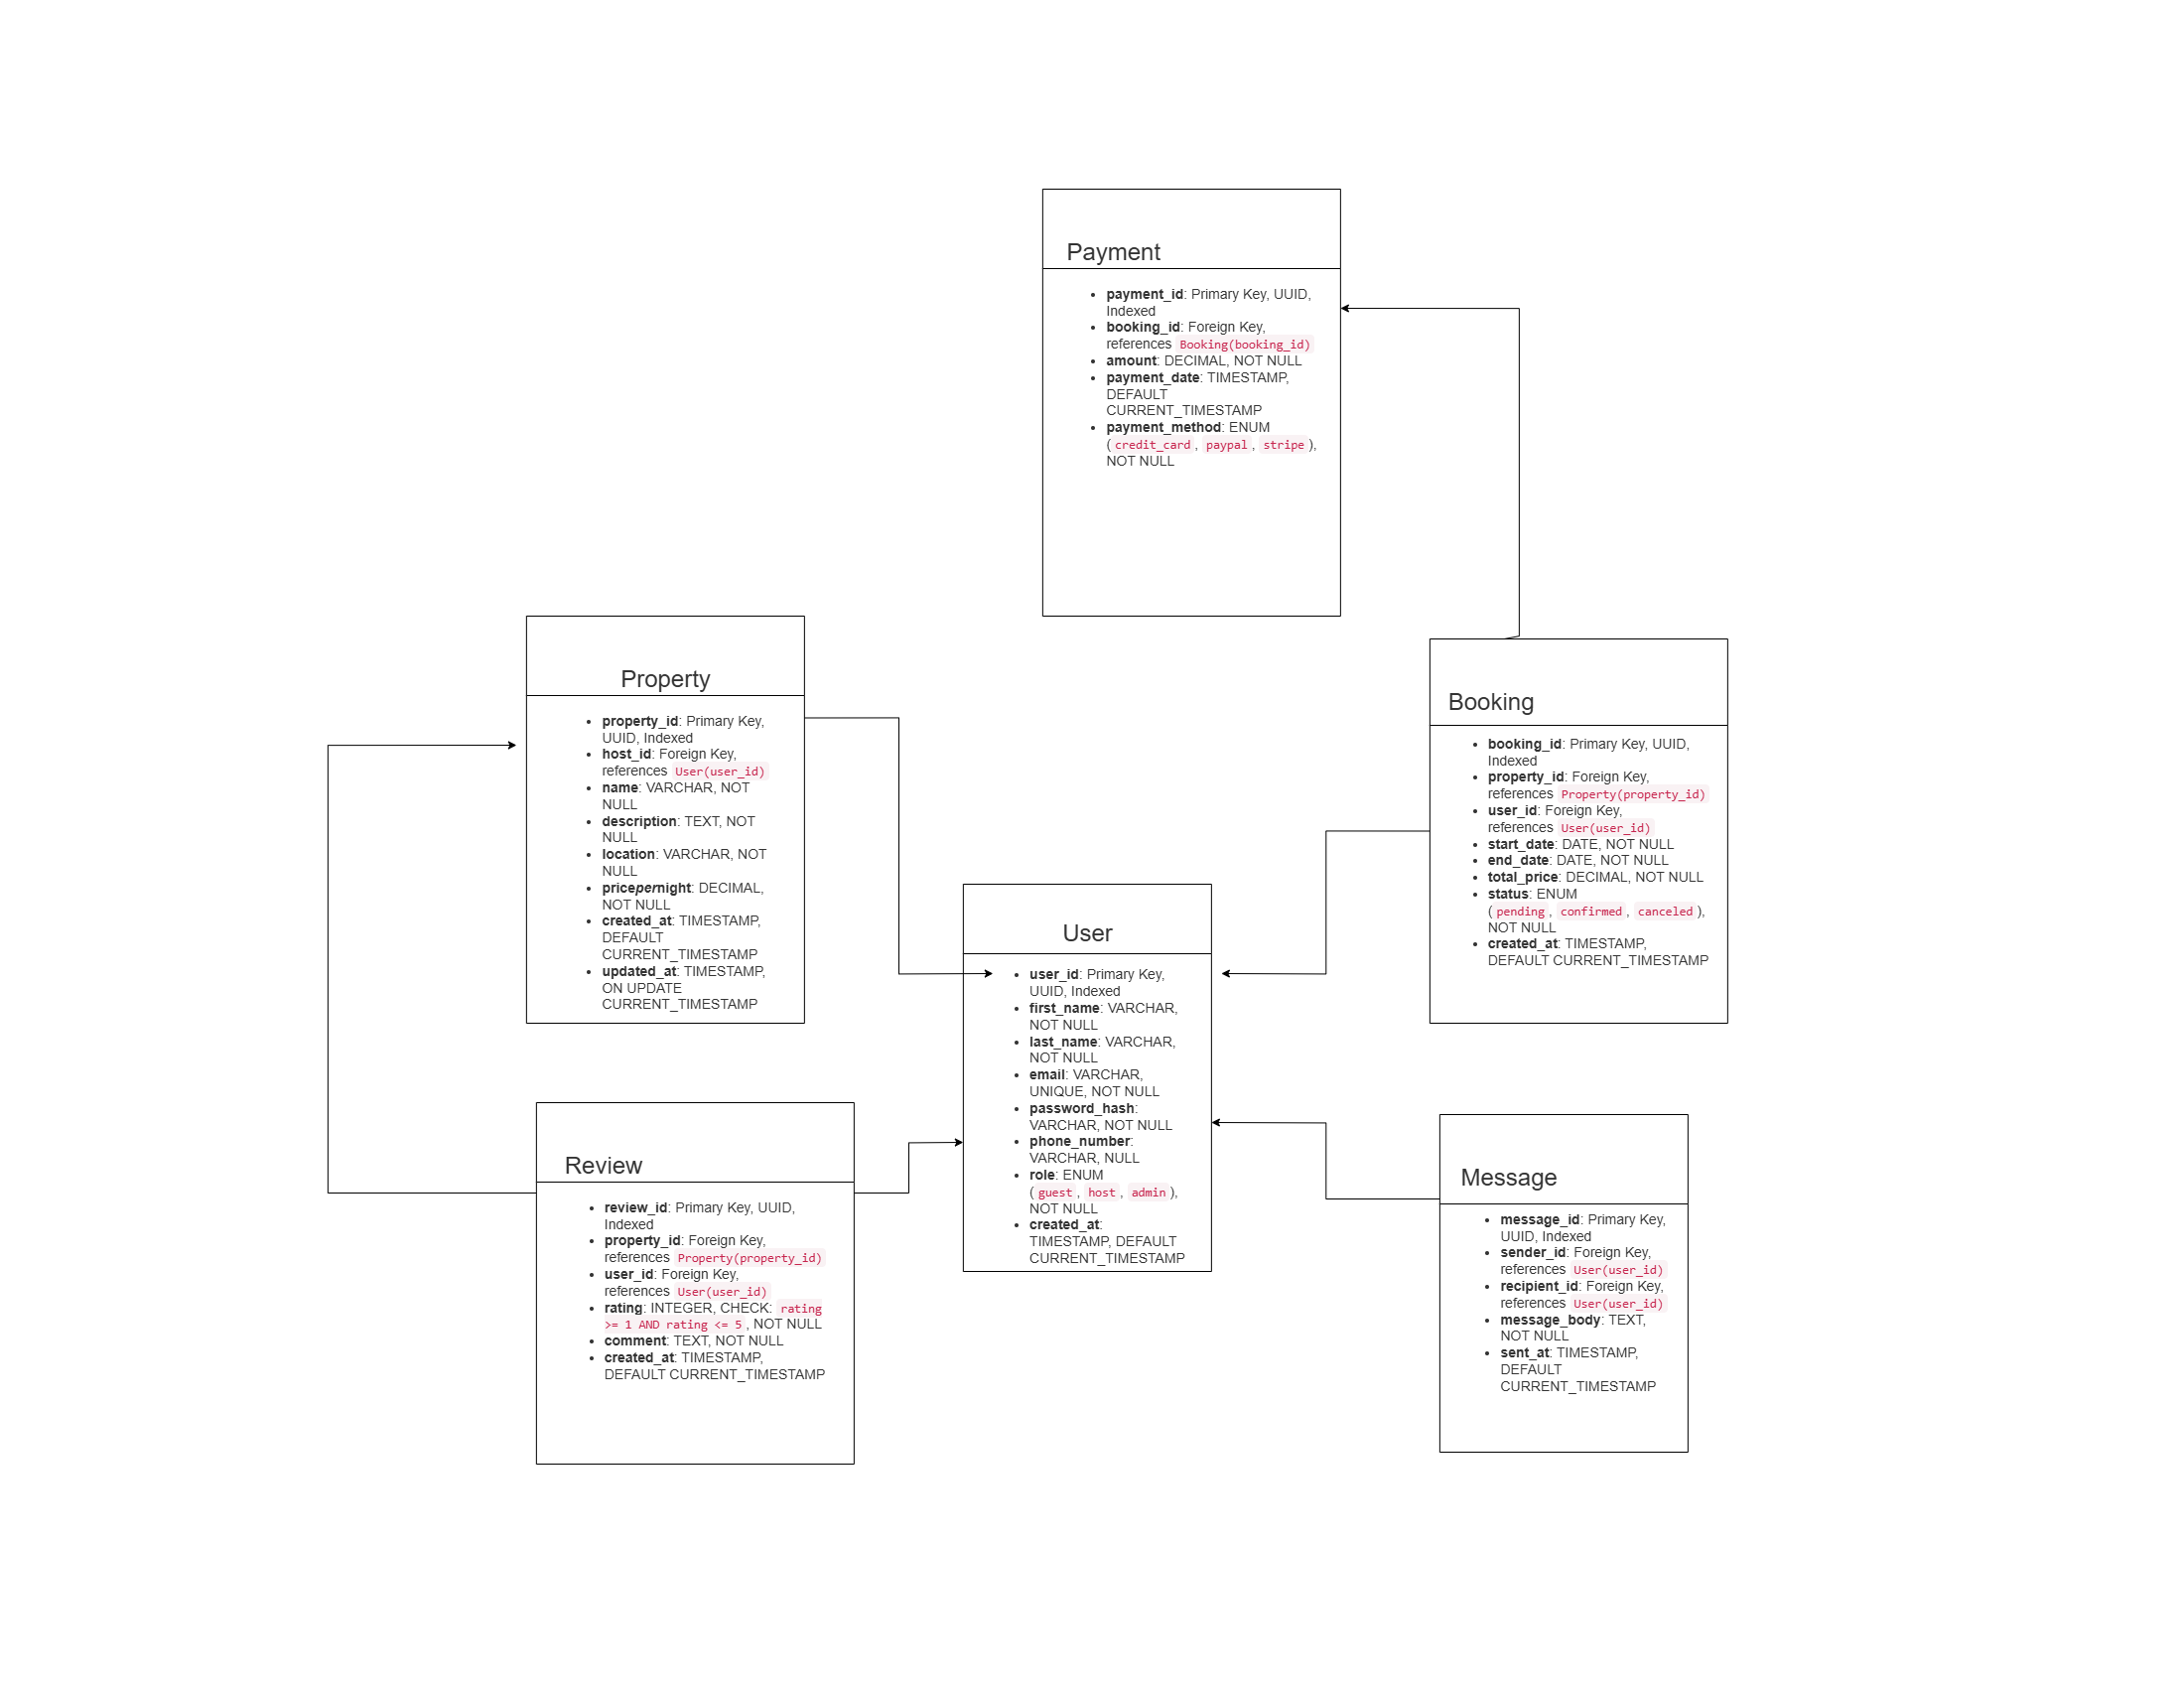 Payment
payment_id: Primary Key, UUID,
Indexed
booking_id: Foreign Key,
references Booking(booking_id)
amount: DECIMAL, NOT NULL
payment_date: TIMESTAMP,
DEFAULT
CURRENT_TIMESTAMP
payment_method: ENUM
(credit_card, paypal, stripe),
NOT NULL
Property
property_id: Primary Key,
UUID, Indexed
host_id: Foreign Key,
references User(user_id)
name: VARCHAR, NOT
NULL
description: TEXT, NOT
NULL
location: VARCHAR, NOT
NULL
pricepernight: DECIMAL,
NOT NULL
created_at: TIMESTAMP,
DEFAULT
CURRENT_TIMESTAMP
updated_at: TIMESTAMP,
ON UPDATE
CURRENT_TIMESTAMP
Booking
booking_id: Primary Key, UUID,
Indexed
property_id: Foreign Key,
references Property(property_id)
user_id: Foreign Key,
references User(user_id)
start_date: DATE, NOT NULL
end_date: DATE, NOT NULL
total_price: DECIMAL, NOT NULL
status: ENUM
(pending, confirmed, canceled),
NOT NULL
created_at: TIMESTAMP,
DEFAULT CURRENT_TIMESTAMP
User
user_id: Primary Key,
UUID, Indexed
first_name: VARCHAR,
NOT NULL
last_name: VARCHAR,
NOT NULL
email: VARCHAR,
UNIQUE, NOT NULL
password_hash:
VARCHAR, NOT NULL
phone_number:
VARCHAR, NULL
role: ENUM
(guest, host, admin),
NOT NULL
created_at:
TIMESTAMP, DEFAULT
CURRENT_TIMESTAMP
Review
review_id: Primary Key, UUID,
Indexed
property_id: Foreign Key,
references Property(property_id)
user_id: Foreign Key,
references User(user_id)
rating: INTEGER, CHECK: rating
>= 1 AND rating <= 5, NOT NULL
comment: TEXT, NOT NULL
created_at: TIMESTAMP,
DEFAULT CURRENT_TIMESTAMP
Message
message_id: Primary Key,
UUID, Indexed
sender_id: Foreign Key,
references User(user_id)
recipient_id: Foreign Key,
references User(user_id)
message_body: TEXT,
NOT NULL
sent_at: TIMESTAMP,
DEFAULT
CURRENT_TIMESTAMP